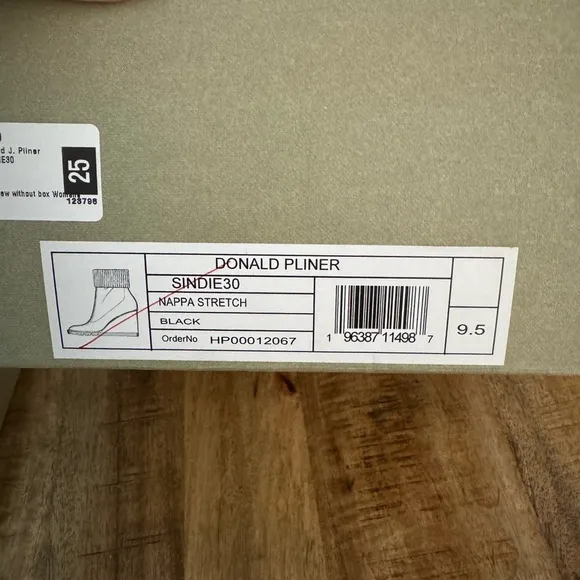 d J. Pliner
IE30
25
ew without box Womens
123796
DONALD PLINER
SINDIE30
NAPPA STRETCH
BLACK
OrderNo HP00012067
1 96387 11498 7
9.5